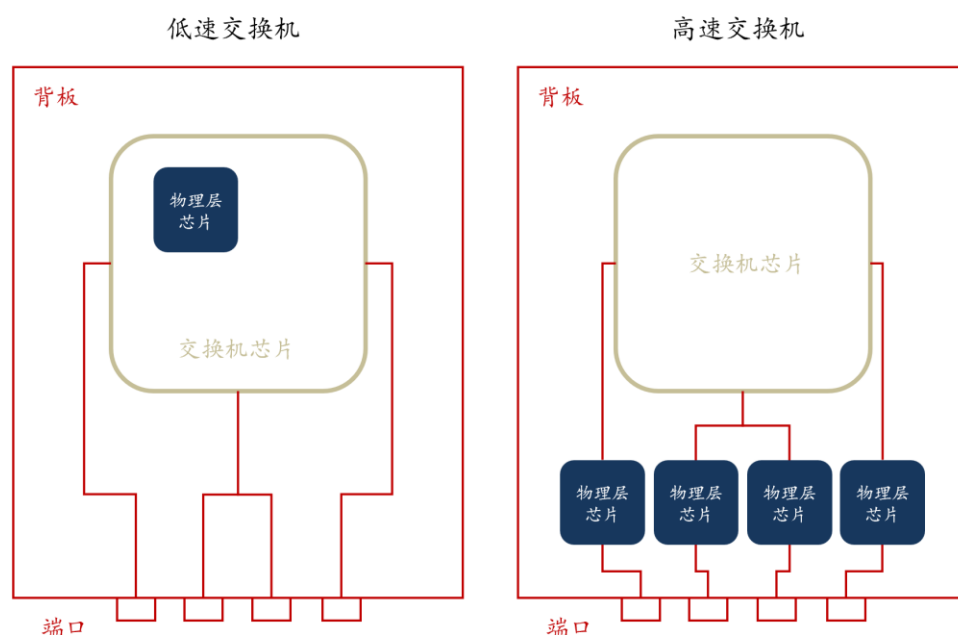 低速交换机
高速交换机
背板
背板
物理层
芯片
交换机芯片
交换机芯片
物理层
芯片
物理层
芯片
物理层
芯片
物理层
芯片
端口
端口